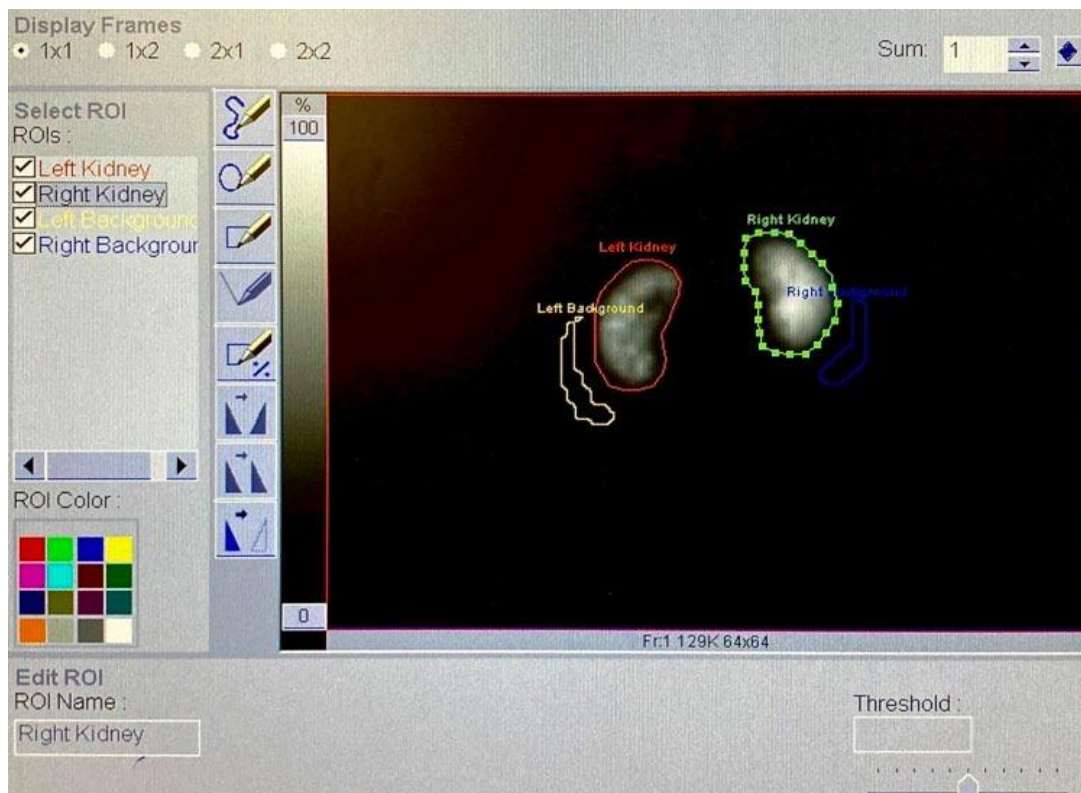 Display Frames
1x1 1x2 2x1 2x2
Sum: 1
Select ROI
ROIs :
Left Kidney
Right Kidney
Left Background
Right Backgrour
%
100
Right Kidney
Left Kidney
Right Background
Left Background
ROI Color :
%
0
Fr:1 129K 64x64
Edit ROI
ROI Name :
Right Kidney
Threshold :